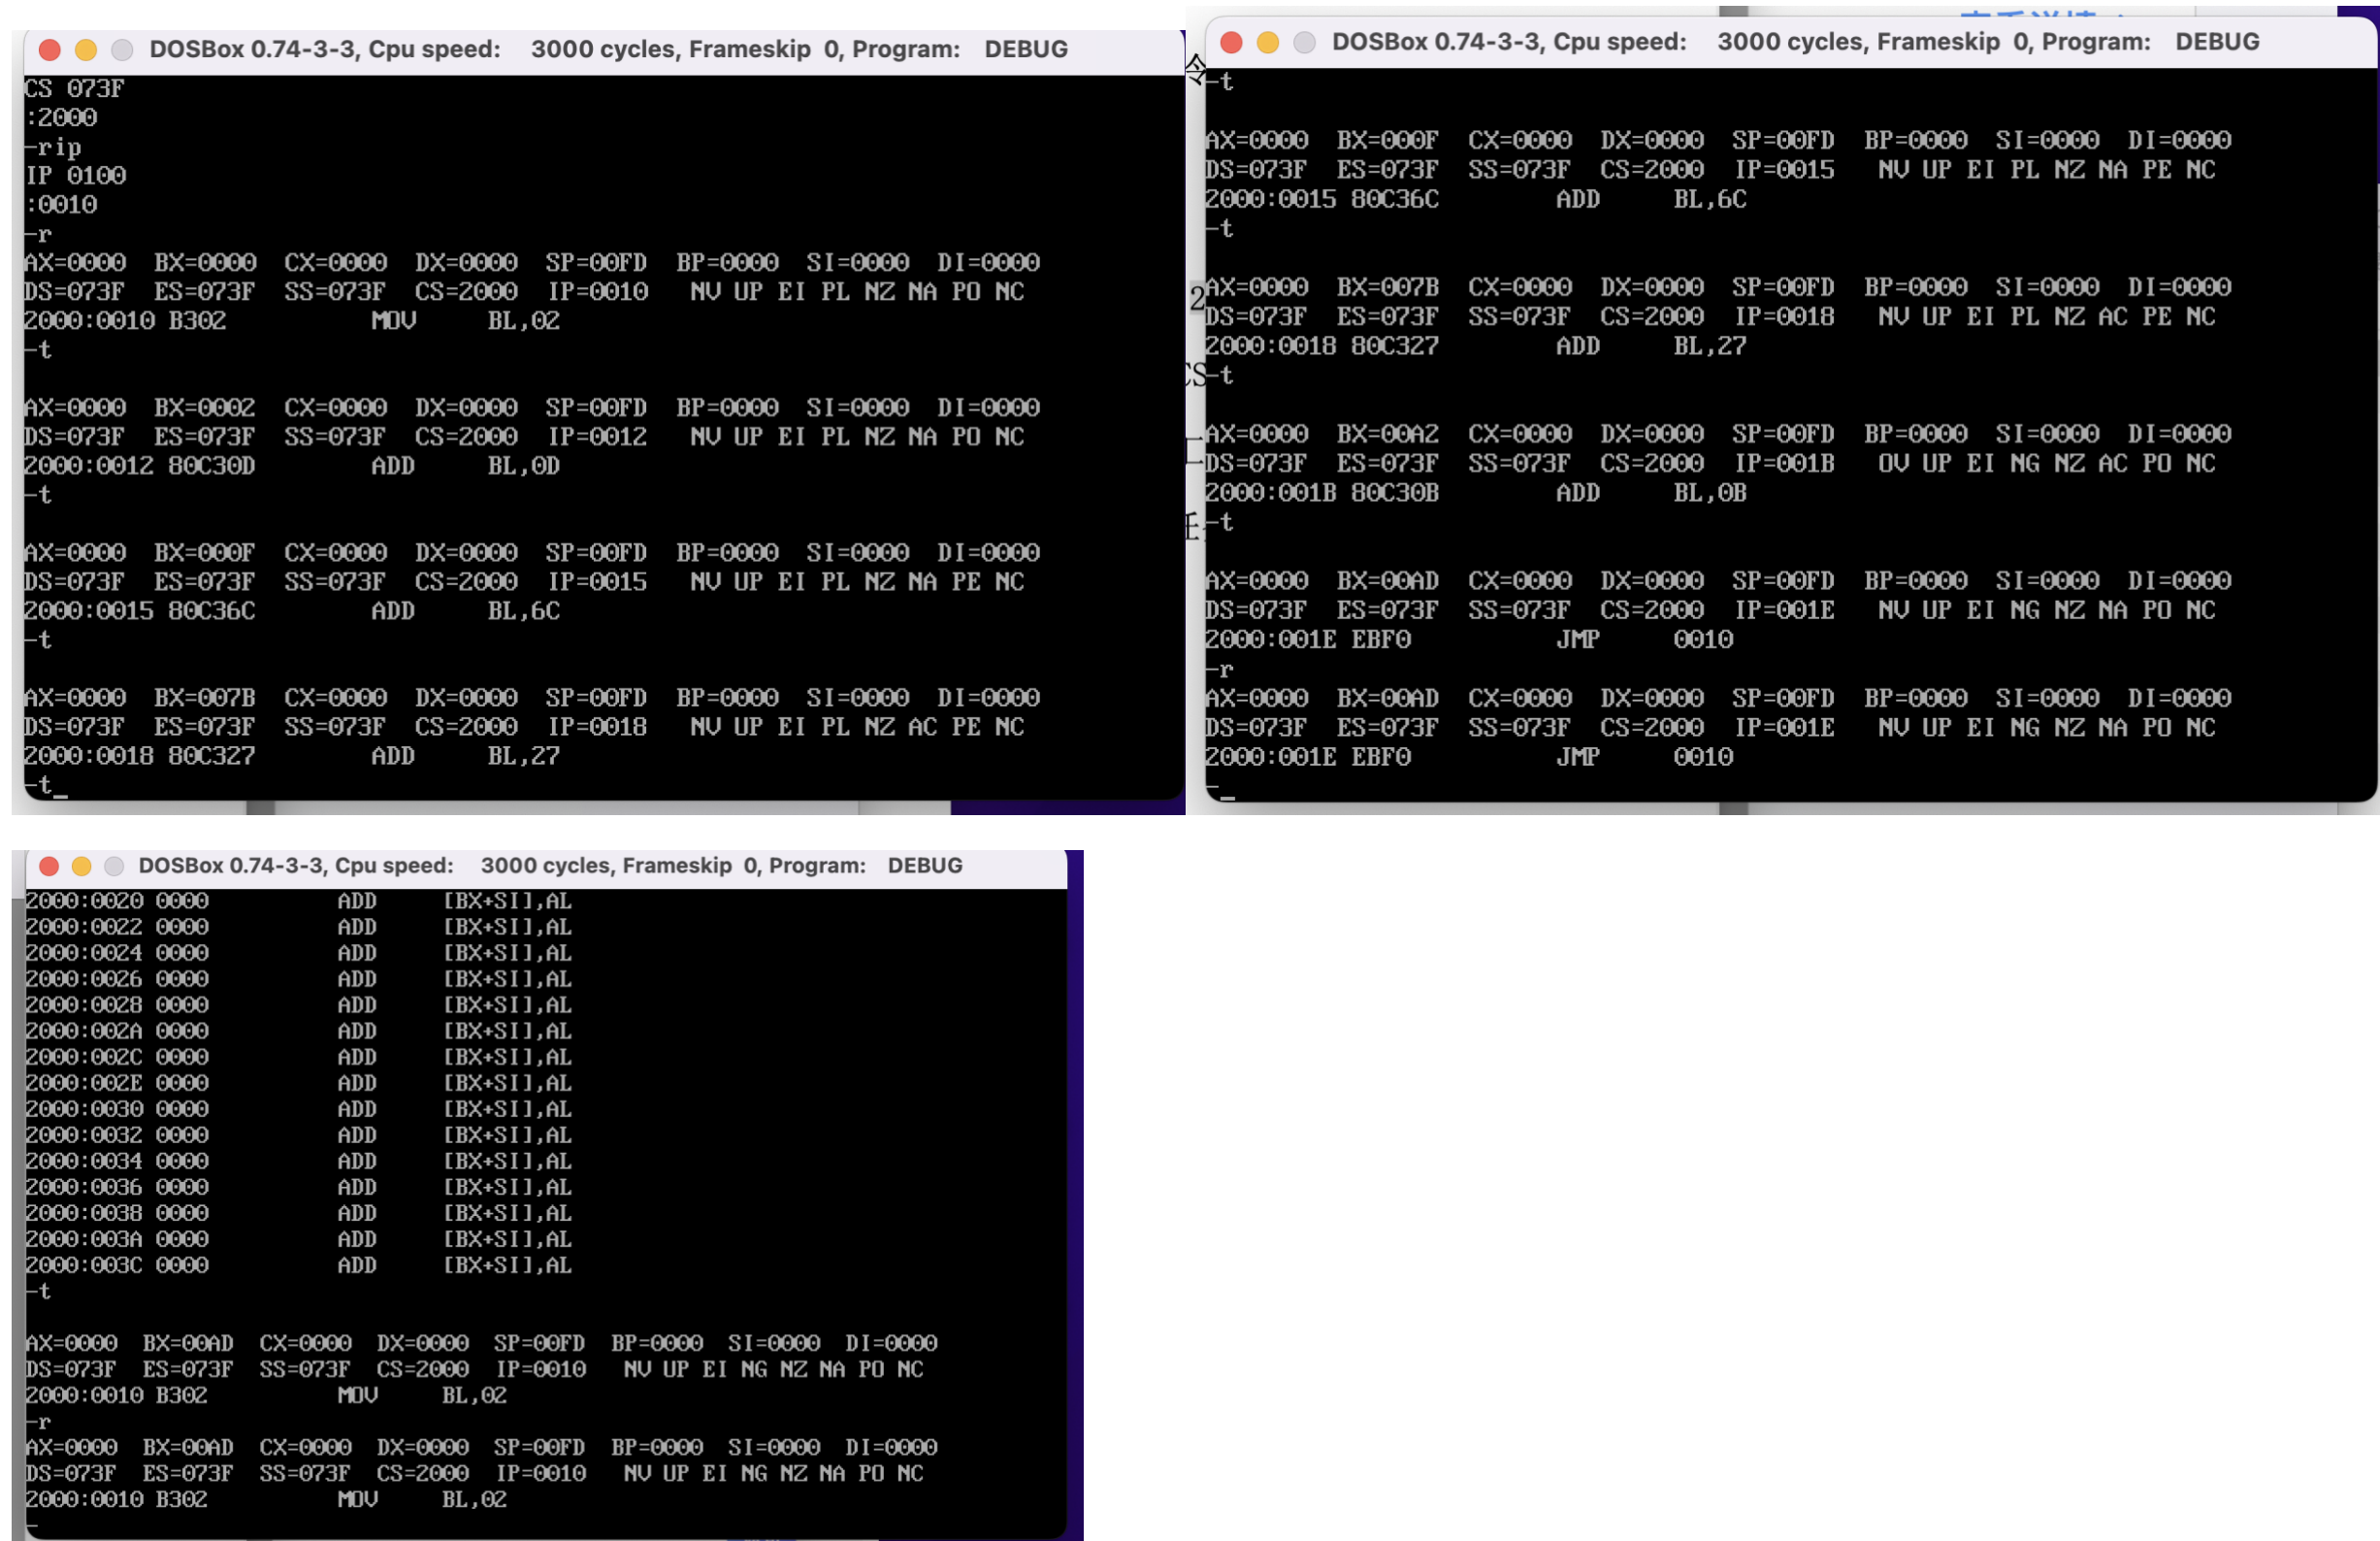 DOSBox 0.74-3-3, Cpu speed: 3000 cycles, Frameskip 0, Program: DEBUG
CS 073F
:2000
-rip
IP 0100
:0010
-r
AX=0000 BX=0000 CX=0000 DX=0000 SP=00FD BP=0000 SI=0000 DI=0000
DS=073F ES=073F SS=073F CS=2000 IP=0010 NV UP EI PL NZ NA PO NC
2000:0010 B302 MOV BL,02
-t
AX=0000 BX=0002 CX=0000 DX=0000 SP=00FD BP=0000 SI=0000 DI=0000
DS=073F ES=073F SS=073F CS=2000 IP=0012 NV UP EI PL NZ NA PO NC
2000:0012 80C30D ADD BL,0D
-t
AX=0000 BX=000F CX=0000 DX=0000 SP=00FD BP=0000 SI=0000 DI=0000
DS=073F ES=073F SS=073F CS=2000 IP=0015 NV UP EI PL NZ NA PE NC
2000:0015 80C36C ADD BL,6C
-t
AX=0000 BX=007B CX=0000 DX=0000 SP=00FD BP=0000 SI=0000 DI=0000
DS=073F ES=073F SS=073F CS=2000 IP=0018 NV UP EI PL NZ AC PE NC
2000:0018 80C327 ADD BL,27
-t_
DOSBox 0.74-3-3, Cpu speed: 3000 cycles, Frameskip 0, Program: DEBUG
令
-t
AX=0000 BX=000F CX=0000 DX=0000 SP=00FD BP=0000 SI=0000 DI=0000
DS=073F ES=073F SS=073F CS=2000 IP=0015 NV UP EI PL NZ NA PE NC
2000:0015 80C36C ADD BL,6C
-t
2
AX=0000 BX=007B CX=0000 DX=0000 SP=00FD BP=0000 SI=0000 DI=0000
DS=073F ES=073F SS=073F CS=2000 IP=0018 NV UP EI PL NZ AC PE NC
2000:0018 80C327 ADD BL,27
CS
-t
AX=0000 BX=00A2 CX=0000 DX=0000 SP=00FD BP=0000 SI=0000 DI=0000
DS=073F ES=073F SS=073F CS=2000 IP=001B OV UP EI NG NZ AC PO NC
2000:001B 80C30B ADD BL,0B
-t
AX=0000 BX=00AD CX=0000 DX=0000 SP=00FD BP=0000 SI=0000 DI=0000
DS=073F ES=073F SS=073F CS=2000 IP=001E NV UP EI NG NZ NA PO NC
2000:001E EBF0 JMP 0010
-r
AX=0000 BX=00AD CX=0000 DX=0000 SP=00FD BP=0000 SI=0000 DI=0000
DS=073F ES=073F SS=073F CS=2000 IP=001E NV UP EI NG NZ NA PO NC
2000:001E EBF0 JMP 0010
-_
DOSBox 0.74-3-3, Cpu speed: 3000 cycles, Frameskip 0, Program: DEBUG
2000:0020 0000 ADD [BX+SI],AL
2000:0022 0000 ADD [BX+SI],AL
2000:0024 0000 ADD [BX+SI],AL
2000:0026 0000 ADD [BX+SI],AL
2000:0028 0000 ADD [BX+SI],AL
2000:002A 0000 ADD [BX+SI],AL
2000:002C 0000 ADD [BX+SI],AL
2000:002E 0000 ADD [BX+SI],AL
2000:0030 0000 ADD [BX+SI],AL
2000:0032 0000 ADD [BX+SI],AL
2000:0034 0000 ADD [BX+SI],AL
2000:0036 0000 ADD [BX+SI],AL
2000:0038 0000 ADD [BX+SI],AL
2000:003A 0000 ADD [BX+SI],AL
2000:003C 0000 ADD [BX+SI],AL
-t
AX=0000 BX=00AD CX=0000 DX=0000 SP=00FD BP=0000 SI=0000 DI=0000
DS=073F ES=073F SS=073F CS=2000 IP=0010 NV UP EI NG NZ NA PO NC
2000:0010 B302 MOV BL,02
-r
AX=0000 BX=00AD CX=0000 DX=0000 SP=00FD BP=0000 SI=0000 DI=0000
DS=073F ES=073F SS=073F CS=2000 IP=0010 NV UP EI NG NZ NA PO NC
2000:0010 B302 MOV BL,02
-